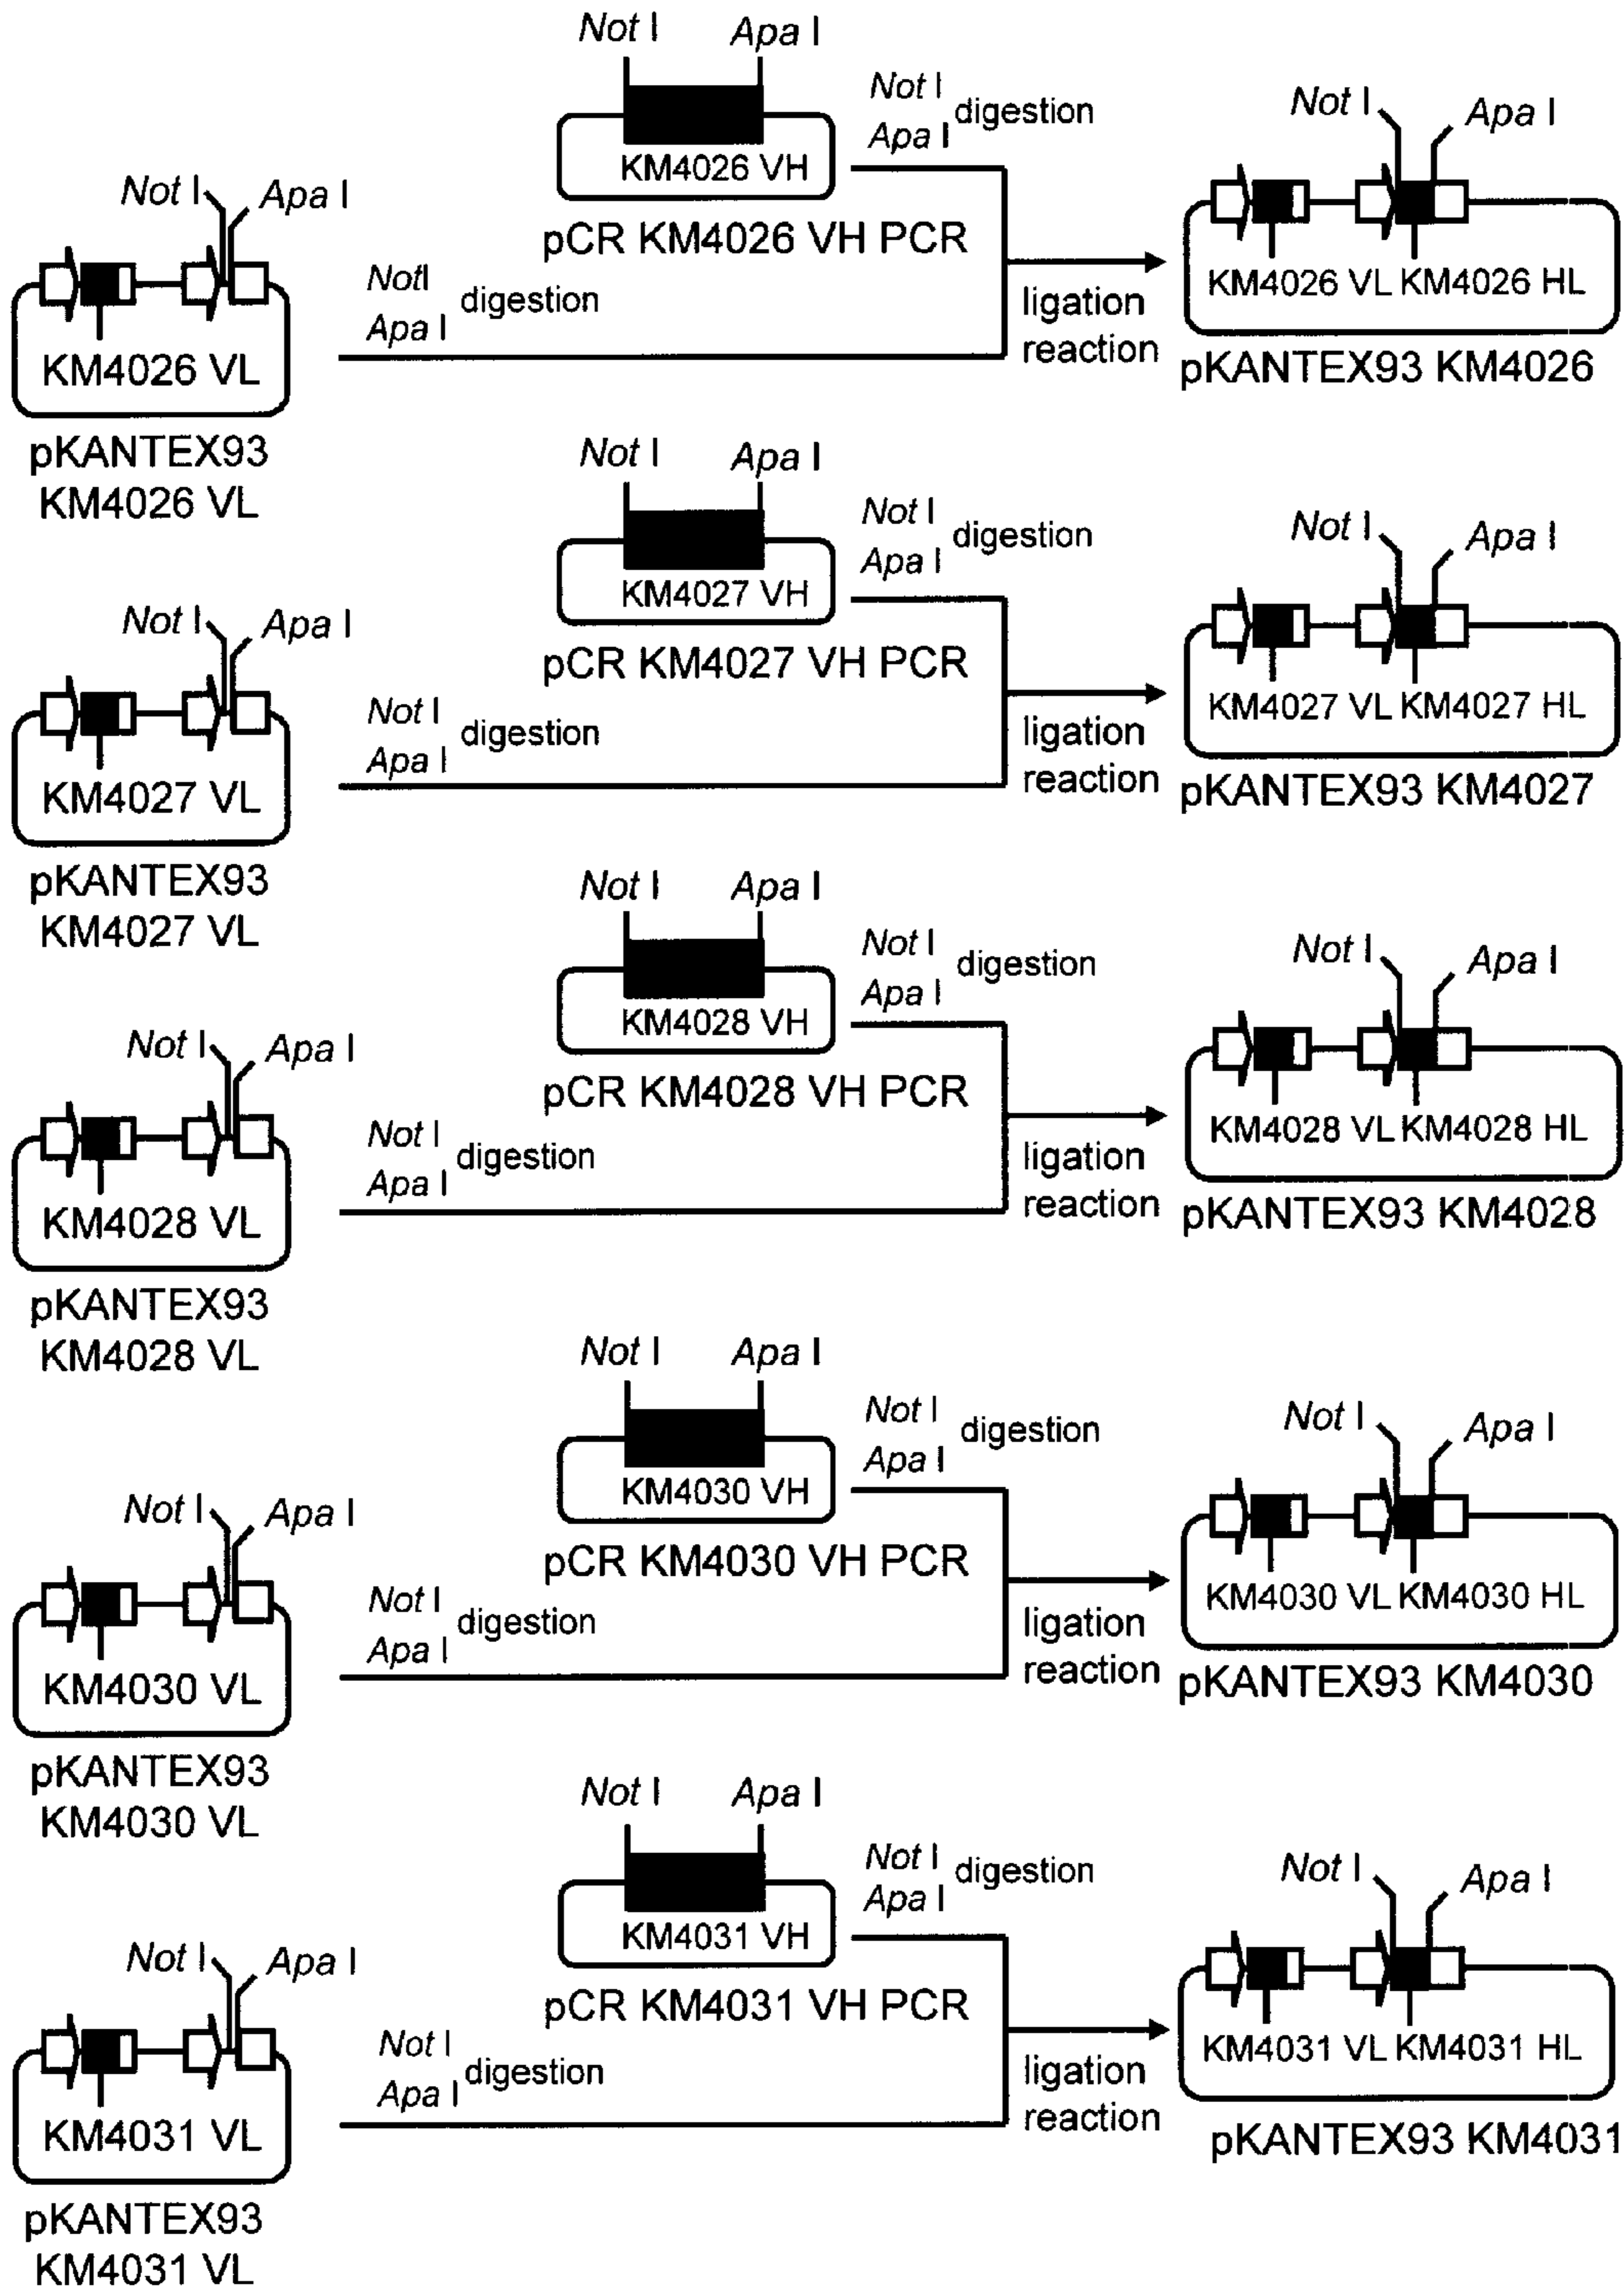 Not I Apa I
Not I
Apa I digestion
KM4026 VH
pCR KM4026 VH PCR
Not I Apa I
KM4026 VL
pKANTEX93
KM4026 VL
NotI
Apa I digestion
ligation
reaction
Not I Apa I
KM4026 VL KM4026 HL
pKANTEX93 KM4026
Not I Apa I
Not I
Apa I digestion
KM4027 VH
pCR KM4027 VH PCR
Not I Apa I
KM4027 VL
pKANTEX93
KM4027 VL
Not I
Apa I digestion
ligation
reaction
Not I Apa I
KM4027 VL KM4027 HL
pKANTEX93 KM4027
Not I Apa I
Not I
Apa I digestion
KM4028 VH
pCR KM4028 VH PCR
Not I Apa I
KM4028 VL
pKANTEX93
KM4028 VL
Not I
Apa I digestion
ligation
reaction
Not I Apa I
KM4028 VL KM4028 HL
pKANTEX93 KM4028
Not I Apa I
Not I
Apa I digestion
KM4030 VH
pCR KM4030 VH PCR
Not I Apa I
KM4030 VL
pKANTEX93
KM4030 VL
Not I
Apa I digestion
ligation
reaction
Not I Apa I
KM4030 VL KM4030 HL
pKANTEX93 KM4030
Not I Apa I
Not I
Apa I digestion
KM4031 VH
pCR KM4031 VH PCR
Not I Apa I
KM4031 VL
pKANTEX93
KM4031 VL
Not I
Apa I digestion
ligation
reaction
Not I Apa I
KM4031 VL KM4031 HL
pKANTEX93 KM4031